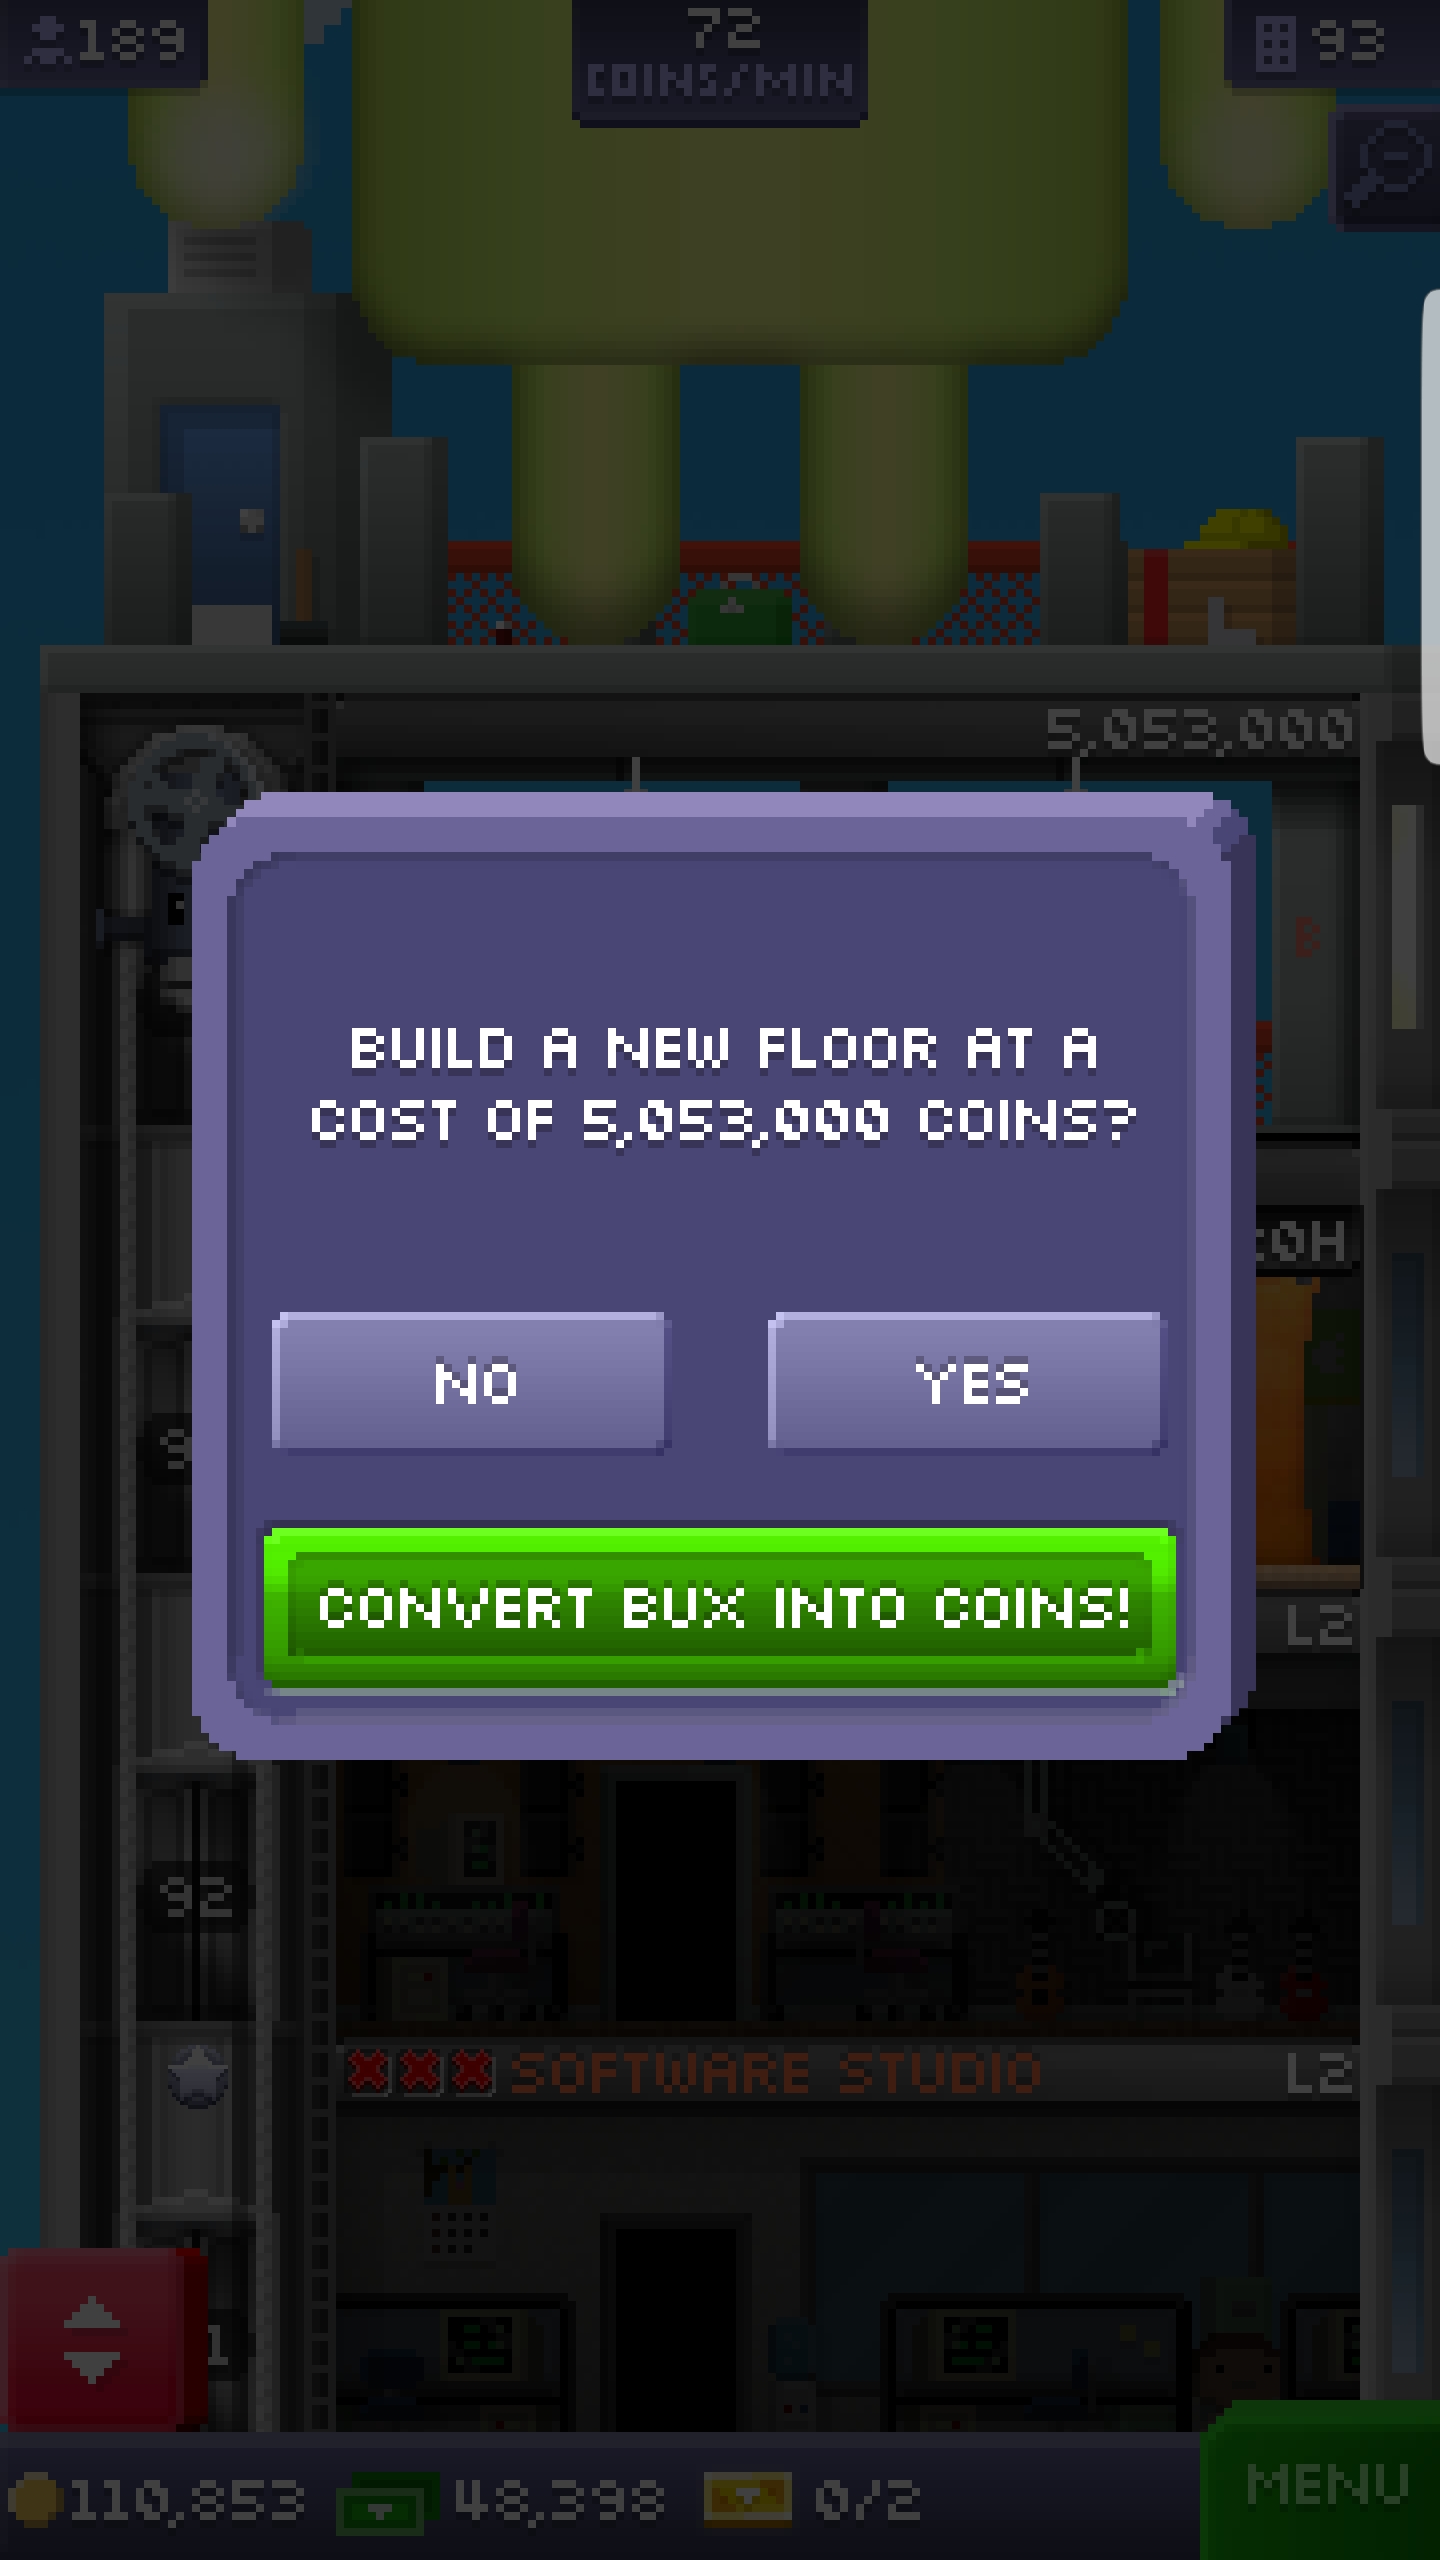 189
72
COINS/MIN
93
5,053,000
B
BUILD A NEW FLOOR AT A
COST OF 5,053,000 COINS?
NO
YES
CONVERT BUX INTO COINS!
L2
92
SOFTWARE STUDIO
L2
110,853
48,398
0/2
MENU